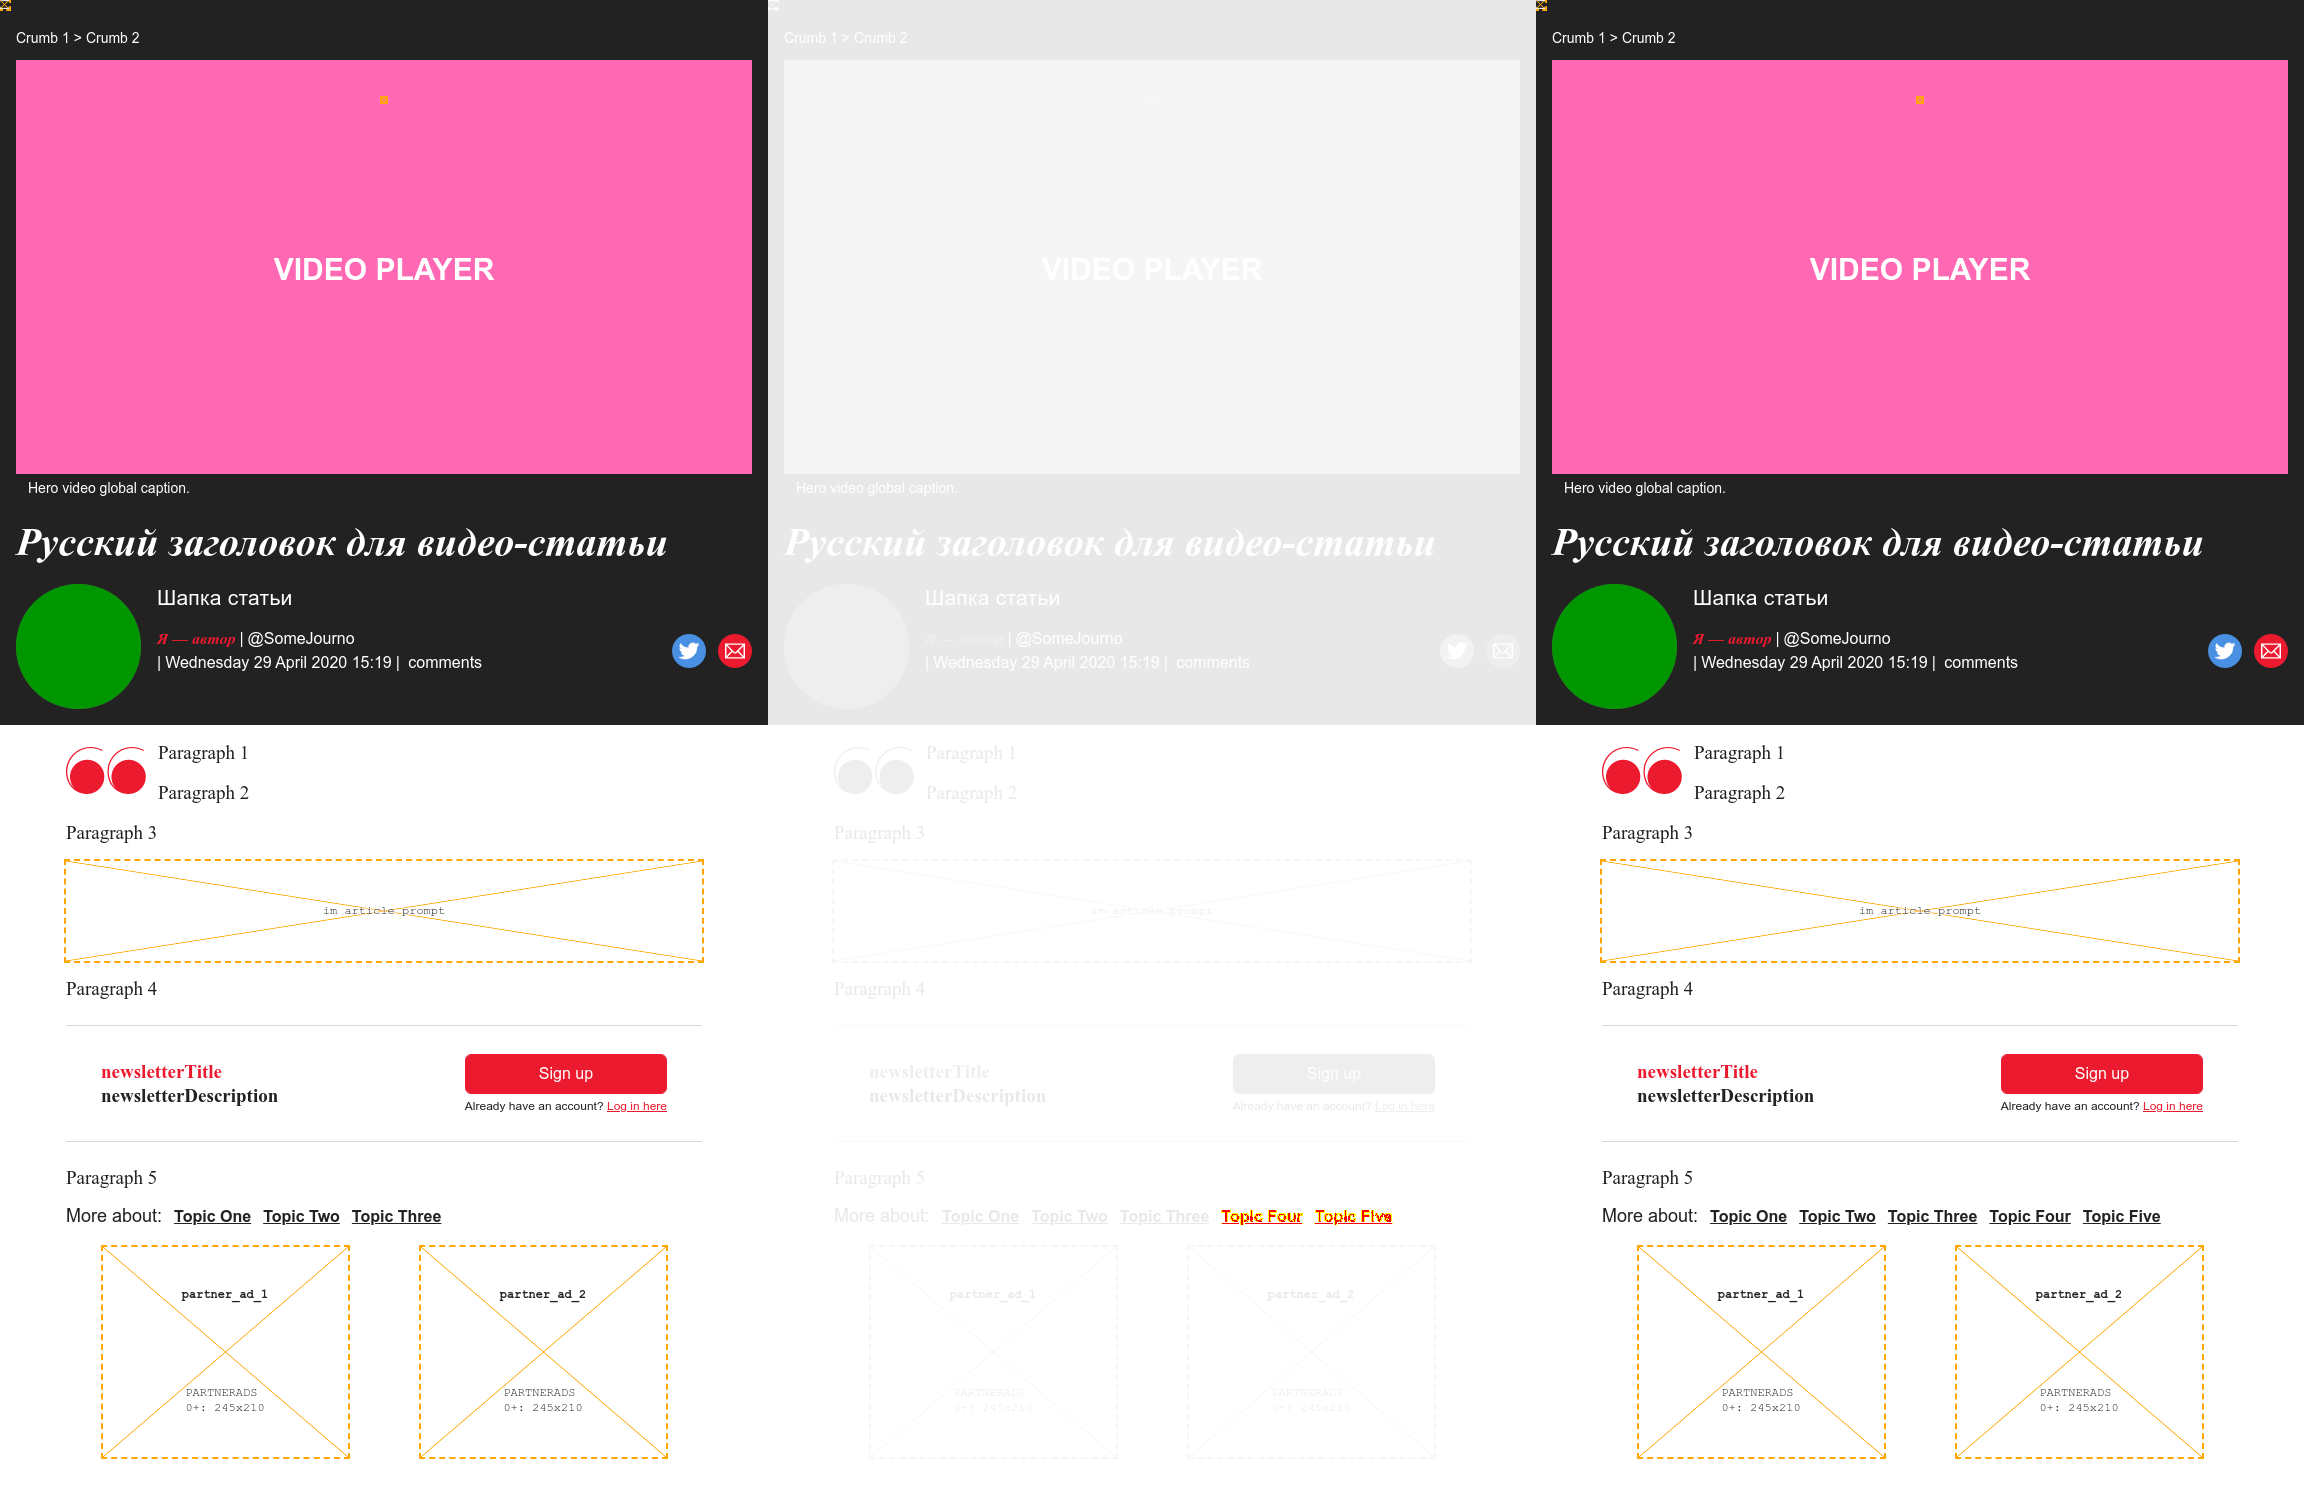 Crumb 1 > Crumb 2
VIDEO PLAYER
Hero video global caption.
Русский заголовок для видео-статьи
Шапка статьи
Я — автор | @SomeJourno
| Wednesday 29 April 2020 15:19 | comments
Paragraph 1
Paragraph 2
Paragraph 3
im article prompt
Paragraph 4
newsletterTitle
newsletterDescription
Sign up
Already have an account? Log in here
Paragraph 5
More about: Topic One Topic Two Topic Three
partner_ad_1
PARTNERADS
0+: 245x210
partner_ad_2
PARTNERADS
0+: 245x210
Crumb 1 > Crumb 2
VIDEO PLAYER
Hero video global caption.
Русский заголовок для видео-статьи
Шапка статьи
Я — автор | @SomeJourno
| Wednesday 29 April 2020 15:19 | comments
Paragraph 1
Paragraph 2
Paragraph 3
im article prompt
Paragraph 4
newsletterTitle
newsletterDescription
Sign up
Already have an account? Log in here
Paragraph 5
More about: Topic One Topic Two Topic Three Topic Four Topic Five
partner_ad_1
PARTNERADS
0+: 245x210
partner_ad_2
PARTNERADS
0+: 245x210
Crumb 1 > Crumb 2
VIDEO PLAYER
Hero video global caption.
Русский заголовок для видео-статьи
Шапка статьи
Я — автор | @SomeJourno
| Wednesday 29 April 2020 15:19 | comments
Paragraph 1
Paragraph 2
Paragraph 3
im article prompt
Paragraph 4
newsletterTitle
newsletterDescription
Sign up
Already have an account? Log in here
Paragraph 5
More about: Topic One Topic Two Topic Three Topic Four Topic Five
partner_ad_1
PARTNERADS
0+: 245x210
partner_ad_2
PARTNERADS
0+: 245x210